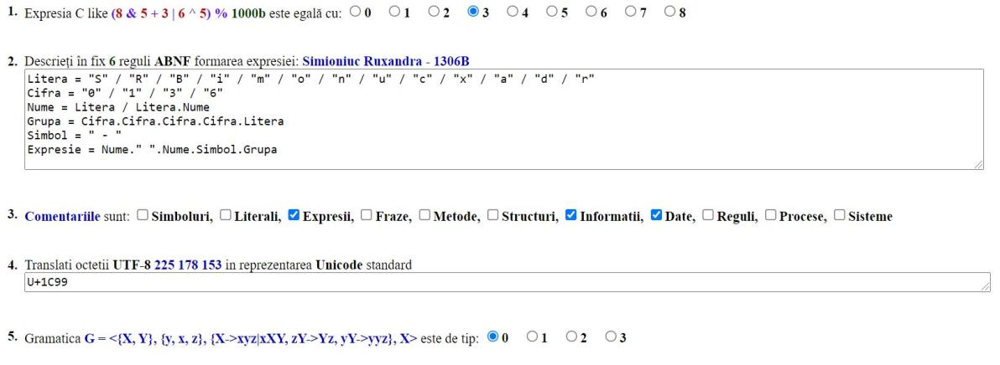 1. Expresia C like (8 & 5 + 3 | 6 ^ 5) % 1000b este egală cu: 0 1 2 3 4 5 6 7 8
2. Descrieți în fix 6 reguli ABNF formarea expresiei: Simioniuc Ruxandra - 1306B
Litera = "S" / "R" / "B" / "i" / "m" / "o" / "n" / "u" / "c" / "x" / "a" / "d" / "r"
Cifra = "0" / "1" / "3" / "6"
Nume = Litera / Litera.Nume
Grupa = Cifra.Cifra.Cifra.Cifra.Litera
Simbol = " - "
Expresie = Nume." ".Nume.Simbol.Grupa
3. Comentariile sunt: Simboluri, Literali, Expresii, Fraze, Metode, Structuri, Informatii, Date, Reguli, Procese, Sisteme
4. Translati octetii UTF-8 225 178 153 in reprezentarea Unicode standard
U+1C99
5. Gramatica G = <{X, Y}, {y, x, z}, {X->xyz|xXY, zY->Yz, yY->yyz}, X> este de tip: 0 1 2 3